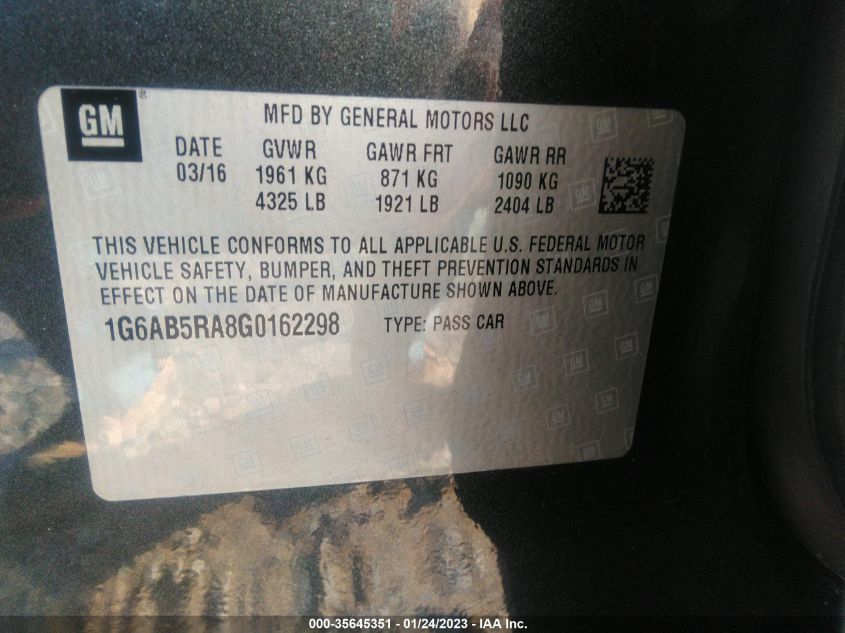 GM ®
MFD BY GENERAL MOTORS LLC
DATE GVWR GAWR FRT GAWR RR
03/16 1961 KG 871 KG 1090 KG
4325 LB 1921 LB 2404 LB
THIS VEHICLE CONFORMS TO ALL APPLICABLE U.S. FEDERAL MOTOR
VEHICLE SAFETY, BUMPER, AND THEFT PREVENTION STANDARDS IN
EFFECT ON THE DATE OF MANUFACTURE SHOWN ABOVE.
1G6AB5RA8G0162298 TYPE: PASS CAR
000-35645351 | 01/24/2023 - IAA Inc.